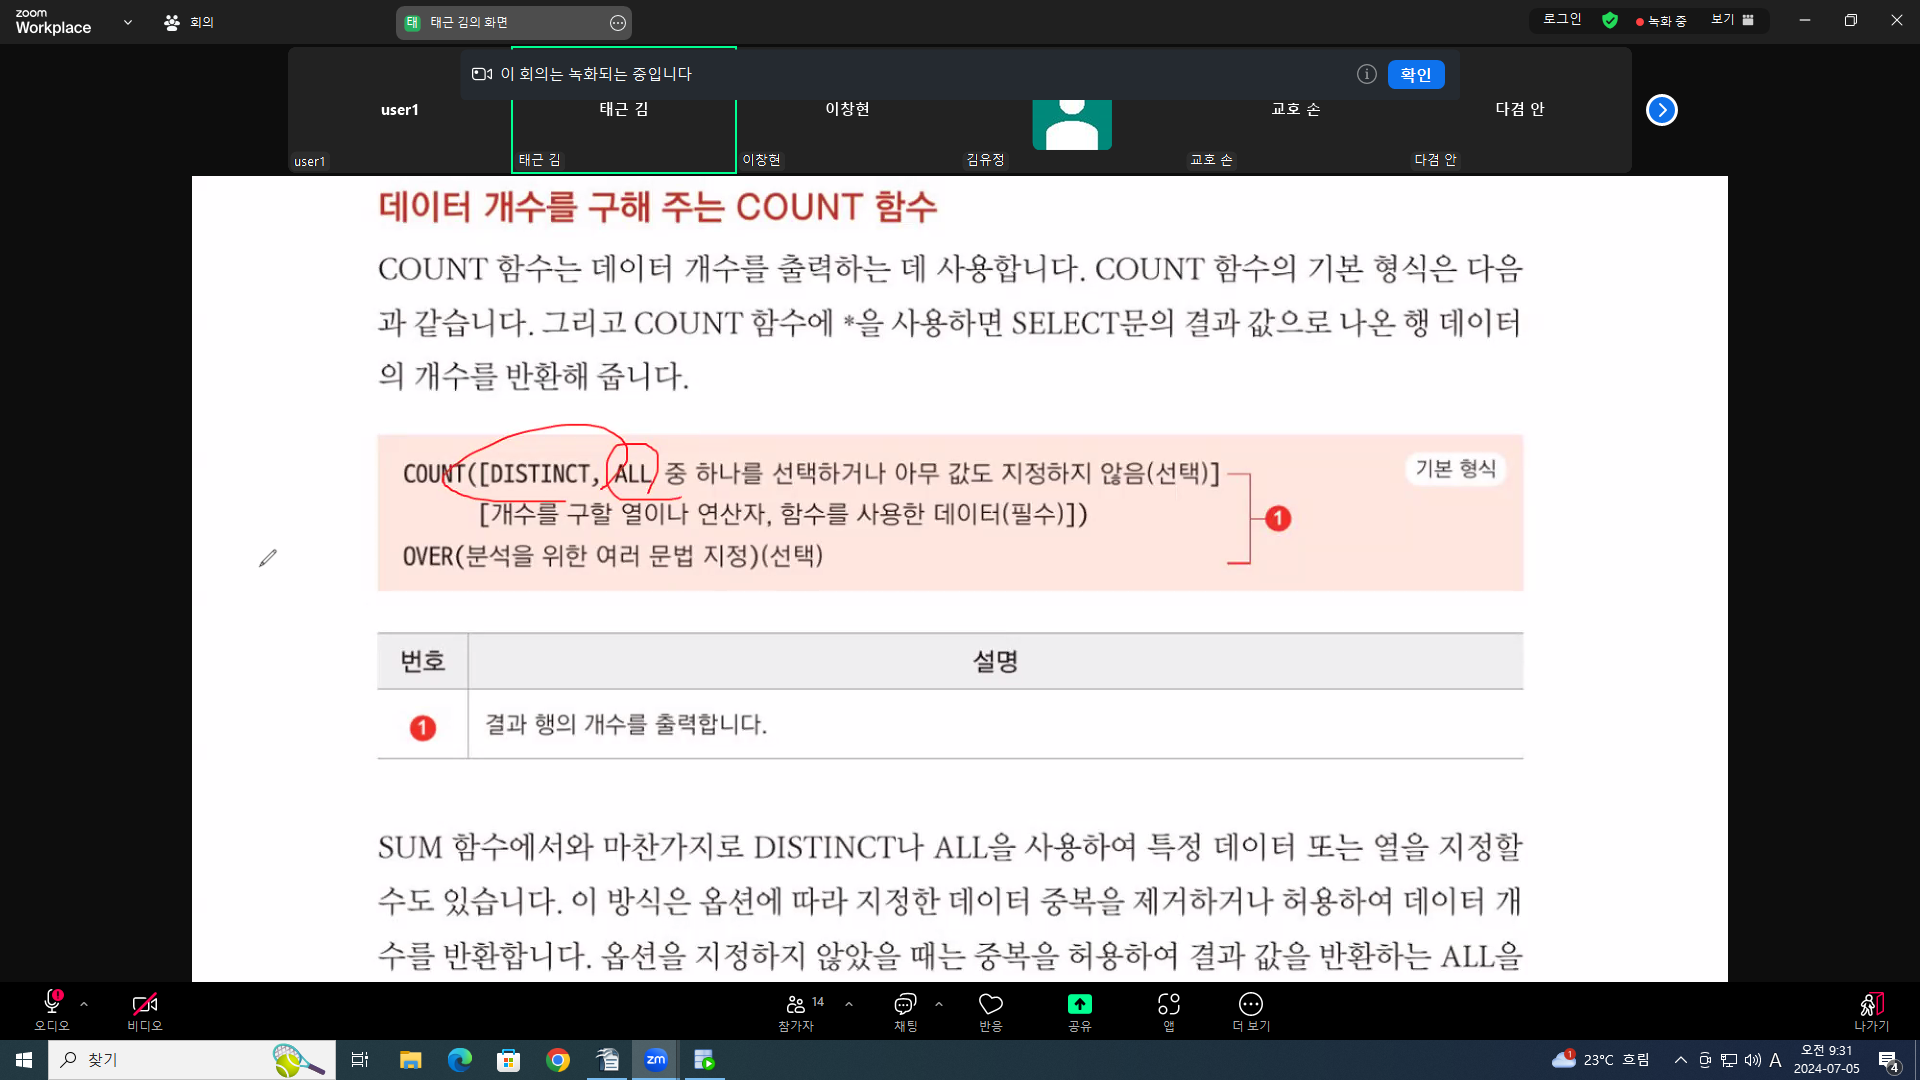 zoom
Workplace
회의
태 태근 김의 화면
로그인
녹화 중
보기
이 회의는 녹화되는 중입니다
확인
user1
태근 김
이창현
교호 손
다겸 안
user1
태근 김
이창현
김유정
교호 손
다겸 안
데이터 개수를 구해 주는 COUNT 함수
COUNT 함수는 데이터 개수를 출력하는 데 사용합니다. COUNT 함수의 기본 형식은 다음
과 같습니다. 그리고 COUNT 함수에 *을 사용하면 SELECT문의 결과 값으로 나온 행 데이터
의 개수를 반환해 줍니다.
COUNT([DISTINCT, ALL 중 하나를 선택하거나 아무 값도 지정하지 않음(선택)]
기본 형식
[개수를 구할 열이나 연산자, 함수를 사용한 데이터(필수)])
1
OVER(분석을 위한 여러 문법 지정)(선택)
번호
설명
1
결과 행의 개수를 출력합니다.
SUM 함수에서와 마찬가지로 DISTINCT나 ALL을 사용하여 특정 데이터 또는 열을 지정할
수도 있습니다. 이 방식은 옵션에 따라 지정한 데이터 중복을 제거하거나 허용하여 데이터 개
수를 반환합니다. 옵션을 지정하지 않았을 때는 중복을 허용하여 결과 값을 반환하는 ALL을
오디오
비디오
참가자
14
채팅
반응
공유
앱
더 보기
나가기
찾기
zm
1
23°C 흐림
A
오전 9:31
2024-07-05
4